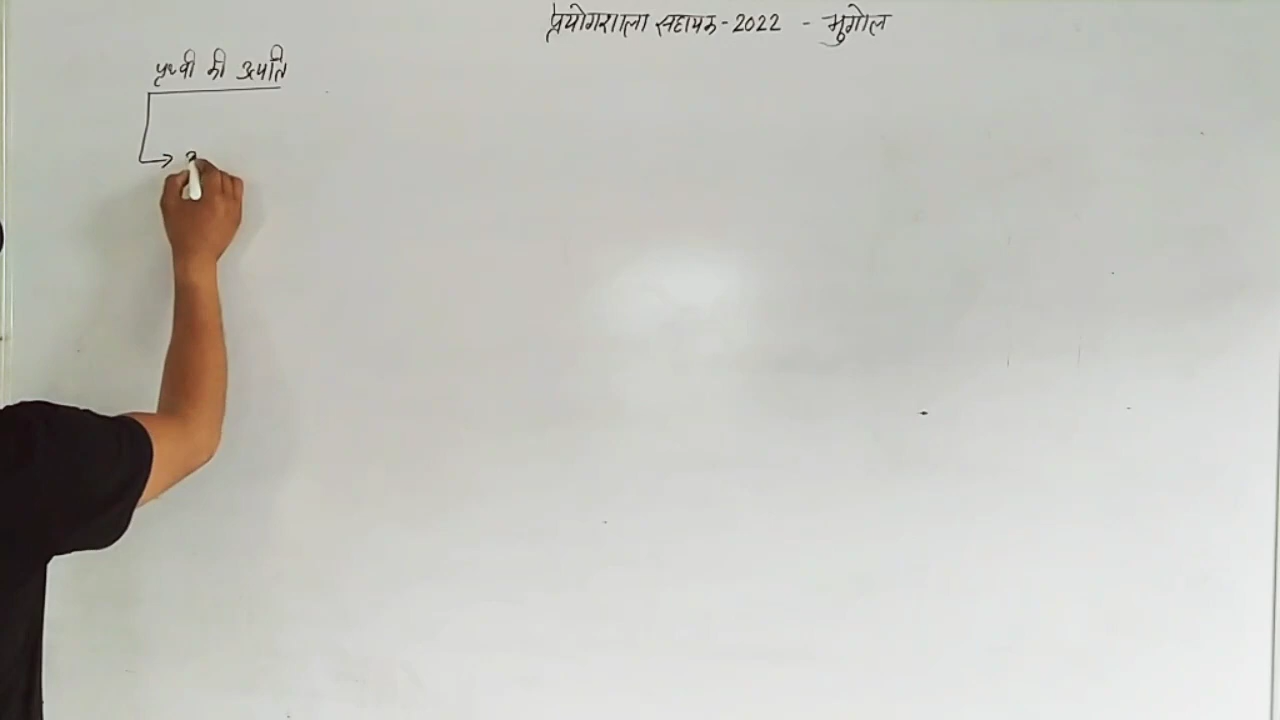 प्रयोगशाला सहायक - 2022 - भुगोल
पृथ्वी की उत्पति